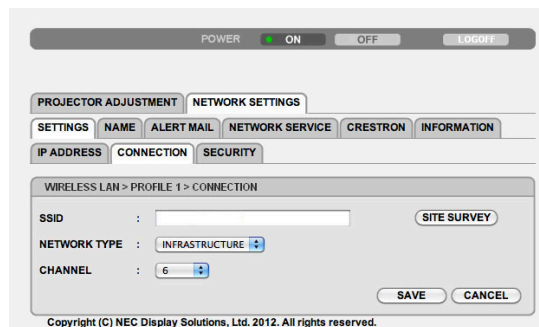 POWER ON OFF LOGOFF
PROJECTOR ADJUSTMENT NETWORK SETTINGS
SETTINGS NAME ALERT MAIL NETWORK SERVICE CRESTRON INFORMATION
IP ADDRESS CONNECTION SECURITY
WIRELESS LAN > PROFILE 1 > CONNECTION
SSID : SITE SURVEY
NETWORK TYPE : INFRASTRUCTURE
CHANNEL : 6
SAVE CANCEL
Copyright (C) NEC Display Solutions, Ltd. 2012. All rights reserved.